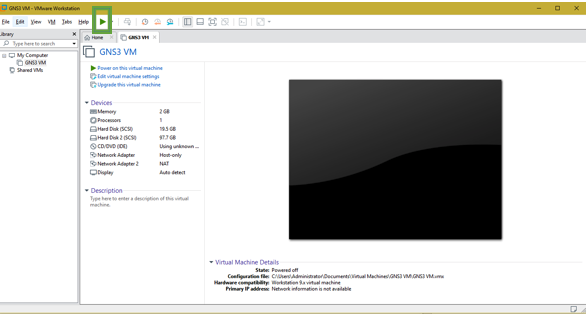 GNS3 VM - VMware Workstation
File Edit View VM Tabs Help
Library
Type here to search
My Computer
GNS3 VM
Shared VMs
Home
GNS3 VM
GNS3 VM
Power on this virtual machine
Edit virtual machine settings
Upgrade this virtual machine
Devices
Memory 2 GB
Processors 1
Hard Disk (SCSI) 19.5 GB
Hard Disk 2 (SCSI) 97.7 GB
CD/DVD (IDE) Using unknown ...
Network Adapter Host-only
Network Adapter 2 NAT
Display Auto detect
Description
Type here to enter a description of this virtual
machine.
Virtual Machine Details
State: Powered off
Configuration file: C:\Users\Administrator\Documents\Virtual Machines\GNS3 VM\GNS3 VM.vmx
Hardware compatibility: Workstation 9.x virtual machine
Primary IP address: Network information is not available